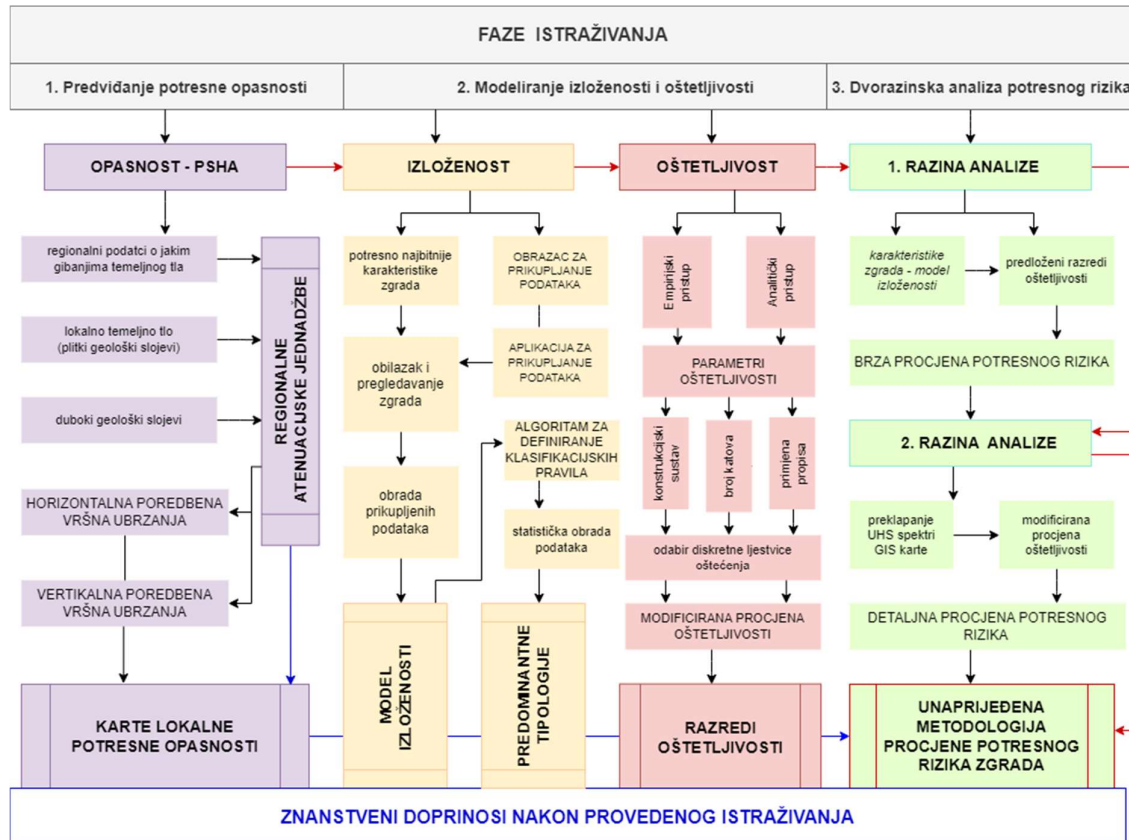 FAZE ISTRAŽIVANJA
1. Predviđanje potresne opasnosti
2. Modeliranje izloženosti i oštetljivosti
3. Dvorazinska analiza potresnog rizika
OPASNOST - PSHA
regionalni podatci o jakim
gibanjima temeljnog tla
lokalno temeljno tlo
(plitki geološki slojevi)
duboki geološki slojevi
REGIONALNE
ATENUACIJSKE JEDNADŽBE
HORIZONTALNA POREDBENA
VRŠNA UBRZANJA
VERTIKALNA POREDBENA
VRŠNA UBRZANJA
KARTE LOKALNE
POTRESNE OPASNOSTI
IZLOŽENOST
potresno najbitnije
karakteristike
zgrada
OBRAZAC ZA
PRIKUPLJANJE
PODATAKA
obilazak i
pregledavanje
zgrada
APLIKACIJA ZA
PRIKUPLJANJE
PODATAKA
ALGORITAM ZA
DEFINIRANJE
KLASIFIKACIJSKIH
PRAVILA
obrada
prikupljenih
podataka
statistička obrada
podataka
MODEL
IZLOŽENOSTI
PREDOMINANTNE
TIPOLOGIJE
OŠTETLJIVOST
Empirijski
pristup
Analitički
pristup
PARAMETRI
OŠTETLJIVOSTI
konstrukcijski
sustav
broj katova
primjena
propisa
odabir diskretne ljestvice
oštećenja
MODIFICIRANA PROCJENA
OŠTETLJIVOSTI
RAZREDI
OŠTETLJIVOSTI
1. RAZINA ANALIZE
karakteristike
zgrada - model
izloženosti
predloženi razredi
oštetljivosti
BRZA PROCJENA POTRESNOG RIZIKA
2. RAZINA ANALIZE
preklapanje
UHS spektri
GIS karte
modificirana
procjena
oštetljivosti
DETALJNA PROCJENA POTRESNOG
RIZIKA
UNAPRIJEĐENA
METODOLOGIJA
PROCJENE POTRESNOG
RIZIKA ZGRADA
ZNANSTVENI DOPRINOSI NAKON PROVEDENOG ISTRAŽIVANJA